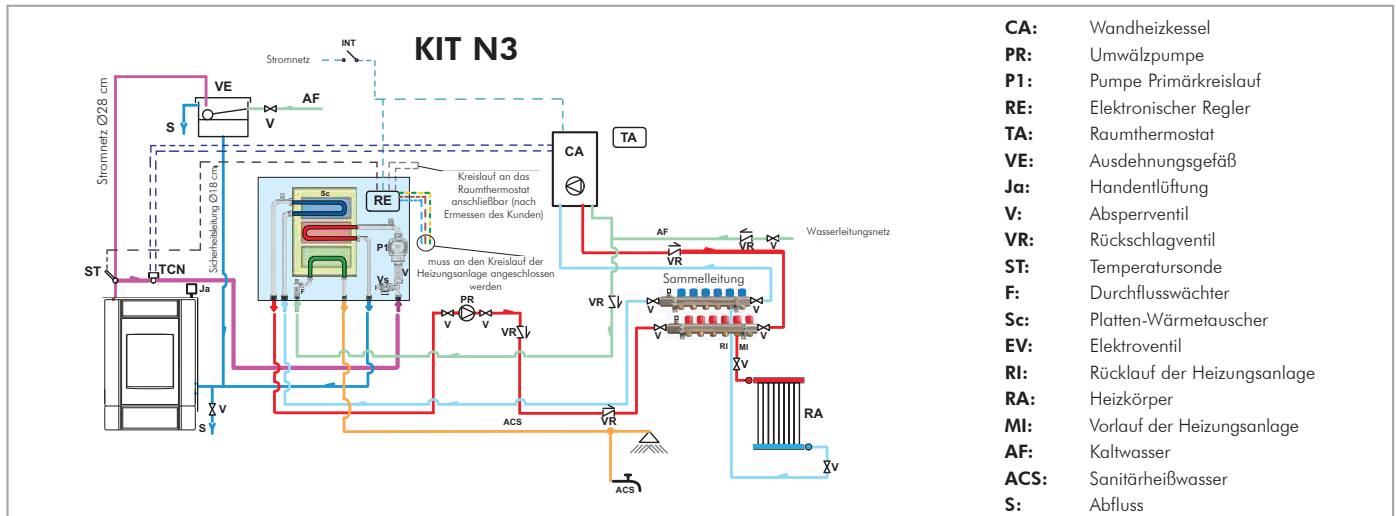 KIT N3
INT
Stromnetz
Stromnetz Ø28 cm
VE
AF
V
S
CA
TA
Sc
RE
Kreislauf an das
Raumthermostat
anschließbar (nach
Ermessen des Kunden)
Sicherheitsleitung Ø18 cm
P1
V
Vs
F
muss an den Kreislauf der
Heizungsanlage angeschlossen
werden
ST
TCN
Ja
AF
VR
V
Wasserleitungsnetz
VR
Sammelleitung
PR
V
V
VR
VR
V
V
V
V
RI
MI
V
RA
V
S
V
ACS
VR
ACS
CA: Wandheizkessel
PR: Umwälzpumpe
P1: Pumpe Primärkreislauf
RE: Elektronischer Regler
TA: Raumthermostat
VE: Ausdehnungsgefäß
Ja: Handentlüftung
V: Absperrventil
VR: Rückschlagventil
ST: Temperatursonde
F: Durchflusswächter
Sc: Platten-Wärmetauscher
EV: Elektroventil
RI: Rücklauf der Heizungsanlage
RA: Heizkörper
MI: Vorlauf der Heizungsanlage
AF: Kaltwasser
ACS: Sanitärheißwasser
S: Abfluss